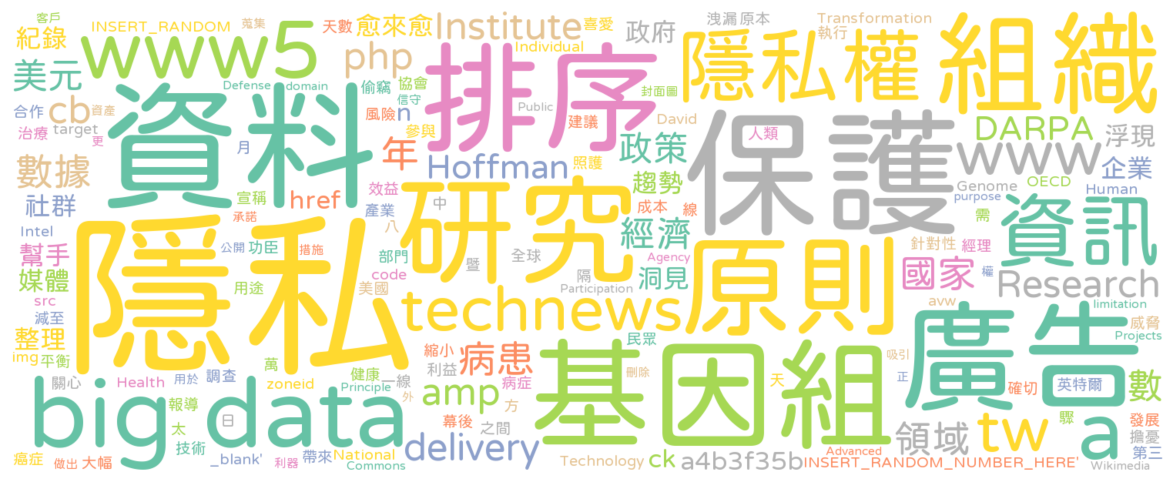 客戶 INSERT_RANDOM 蒐集 天數 愈來愈 Institute 喜愛 洩漏 原本 Transformation
紀錄 www5 php Individual 政府 執行 隱私權 組織
美元 Defense domain 偷竊 協會 排序 封面圖
合作 cb 資產 資料 風險 信守 n Public 建議 David 保護 人類 DARPA 浮現
治療 target 更 參與 www
數據 月 年 Hoffman 照護 政策 Genome OECD Human 企業
社群 宣稱 href 效益 研究 趨勢 purpose
Intel 隱私 承諾 產業 中 成本 線 需 資訊
幫手 公開 功臣 措施 八 經濟 原則 針對性 經理
媒體 部門 暨 全球 Agency 國家 權
src 用途 code 美國 隔 洞見 Research
減至 technews Participation avw limitation
整理 民眾 廣告 威脅
img 平衡 萬 縮小 病患 基因組 吸引 Projects
關心 Health 用於 調查 健康 一線 利益 刪除 正 英特爾
zoneid Principle 外 amp 病症 天 確切 數
big data 報導 日 方 tw a 驟 發展
太 幕後 之間 領域 擔憂
技術 _blank' 帶來 National delivery ck a4b3f35b Advanced 第三
癌症 做出 大幅 利器 Commons Technology INSERT_RANDOM_NUMBER_HERE' Wikimedia